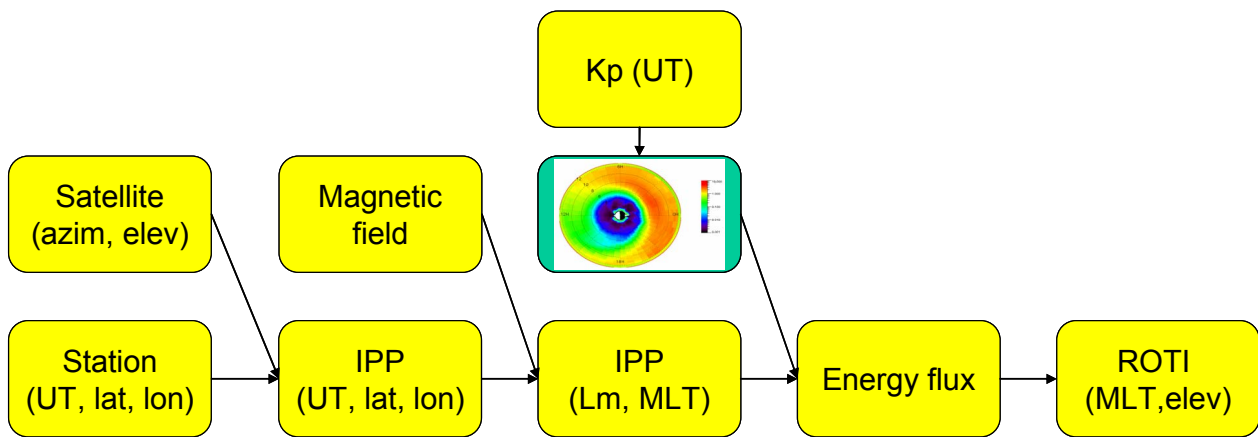 Kp (UT)
Satellite
(azim, elev)
Magnetic
field
Station
(UT, lat, lon)
IPP
(UT, lat, lon)
IPP
(Lm, MLT)
Energy flux
ROTI
(MLT,elev)